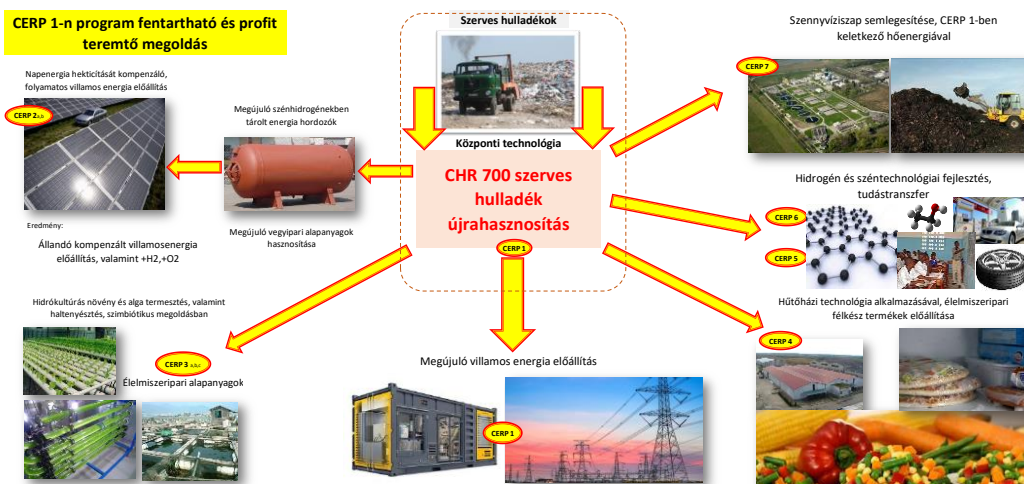 CERP 1-n program fentartható és profit
teremtő megoldás
Napenergia hekticitását kompenzáló,
folyamatos villamos energia előállítás
CERP 2a,b
Megújuló szénhidrogénekben
tárolt energia hordozók
Megújuló vegyipari alapanyagok
hasznosítása
Eredmény:
Állandó kompenzált villamosenergia
előállítás, valamint +H2,+O2
Szerves hulladékok
Központi technológia
CHR 700 szerves
hulladék
újrahasznosítás
CERP 1
Szennyvíziszap semlegesítése, CERP 1-ben
keletkező hőenergiával
CERP 7
Hidrogén és széntechnológiai fejlesztés,
tudástranszfer
CERP 6
CERP 5
Hidrókultúrás növény és alga termesztés, valamint
haltenyésztés, szimbiótikus megoldásban
CERP 3 a,b,c
Élelmiszeripari alapanyagok
Megújuló villamos energia előállítás
CERP 1
Hűtőházi technológia alkalmazásával, élelmiszeripari
félkész termékek előállítása
CERP 4